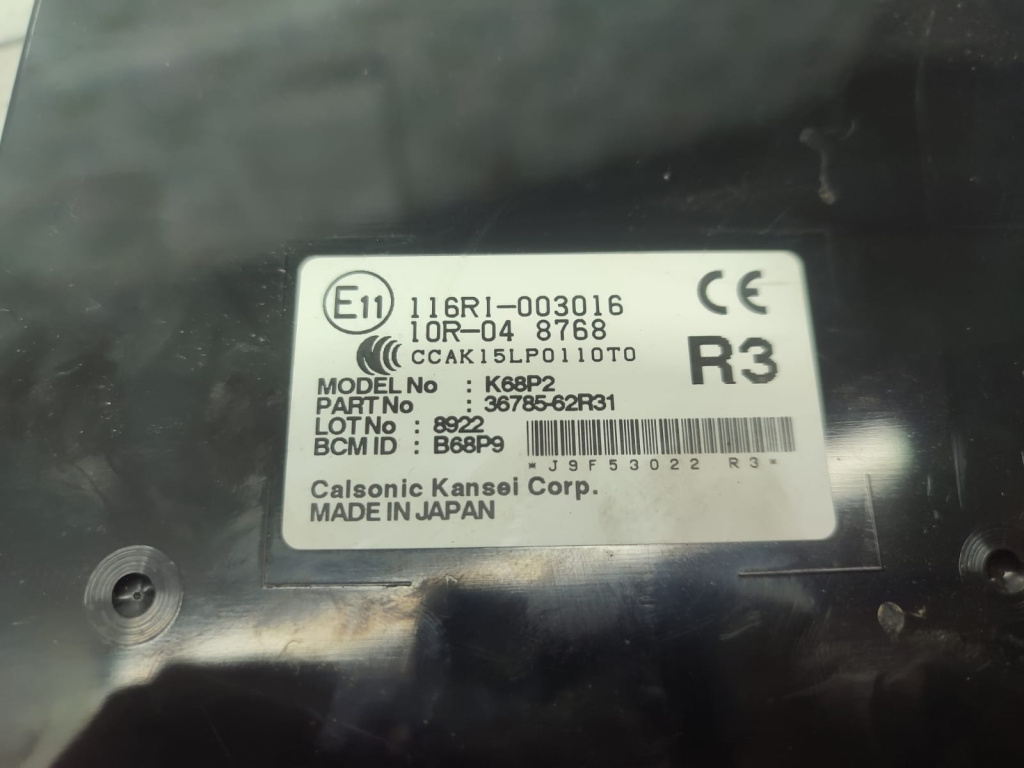 E11 116RI-003016 CE
10R-04 8768
CCC CCAK15LP0110T0 R3
MODEL No : K68P2
PART No : 36785-62R31
LOT No : 8922
BCM ID : B68P9
*J9F53022 R3*
Calsonic Kansei Corp.
MADE IN JAPAN